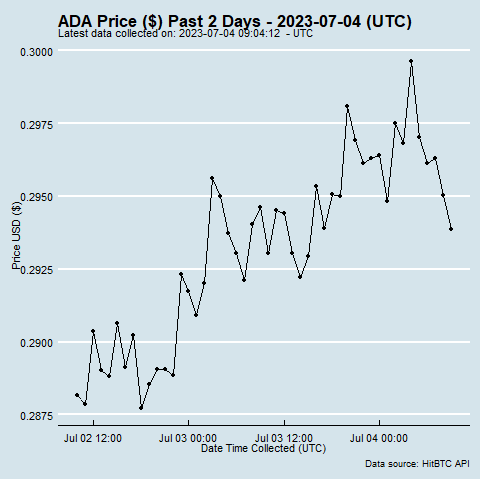 ADA Price ($) Past 2 Days - 2023-07-04 (UTC)
Latest data collected on: 2023-07-04 09:04:12  - UTC
0.3000
0.2975
0.2950
0.2925
0.2900
0.2875
Price USD ($)
Jul 02 12:00
Jul 03 00:00
Jul 03 12:00
Jul 04 00:00
Date Time Collected (UTC)
Data source: HitBTC API